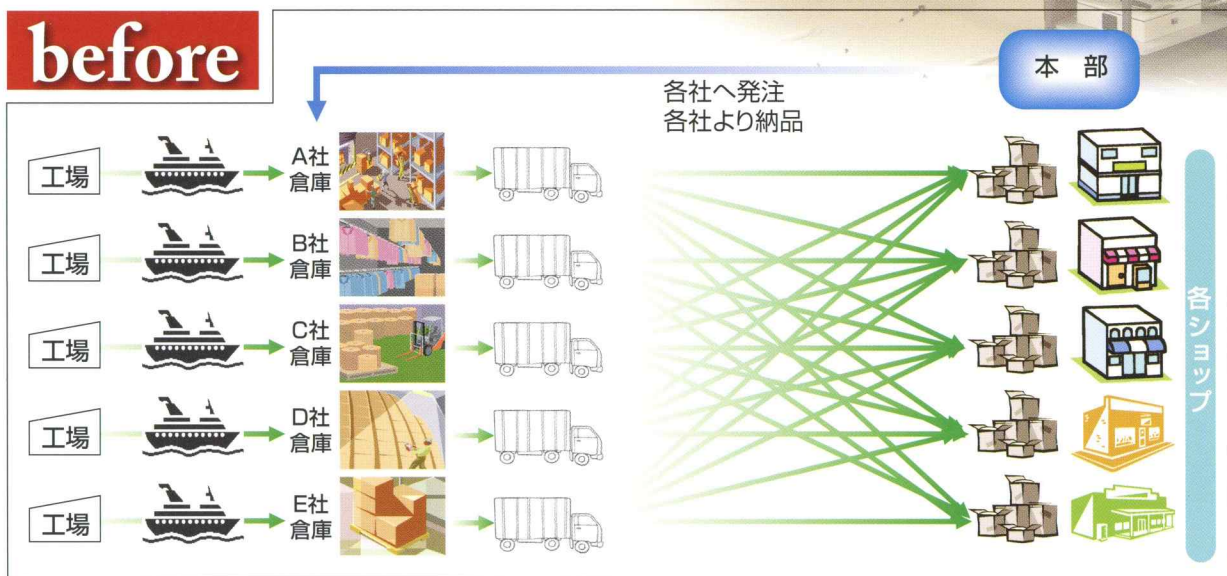 before
本部
各社へ発注
各社より納品
工場
A社
倉庫
工場
B社
倉庫
工場
C社
倉庫
工場
D社
倉庫
工場
E社
倉庫
各ショップ